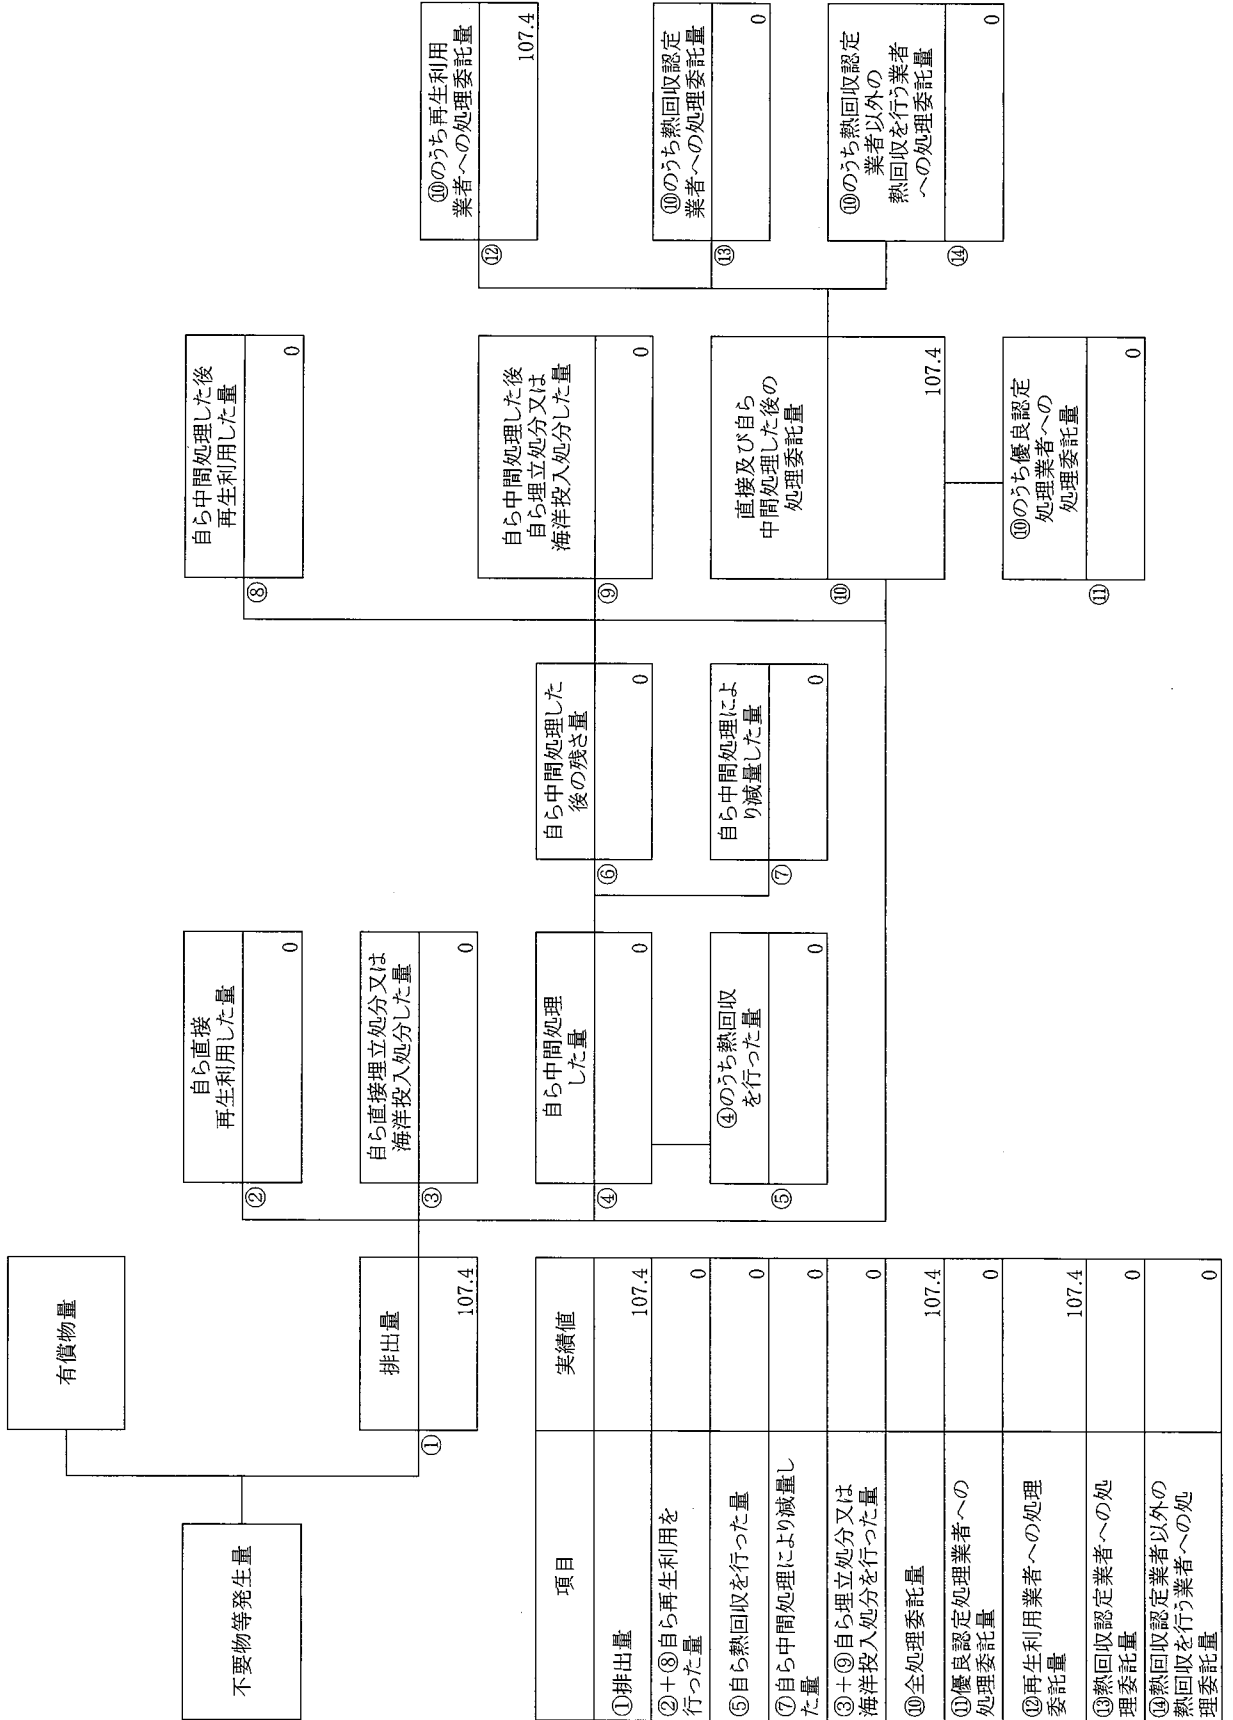 有償物量
不要物等発生量
①
排出量
107.4
②
自ら直接
再生利用した量
0
③
自ら直接埋立処分又は
海洋投入処分した量
0
④
自ら中間処理
した量
0
⑤
④のうち熱回収
を行った量
0
⑥
自ら中間処理した
後の残さ量
0
⑦
自ら中間処理によ
り減量した量
0
⑧
自ら中間処理した後
再生利用した量
0
⑨
自ら中間処理した後
自ら埋立処分又は
海洋投入処分した量
0
⑩
直接及び自ら
中間処理した後の
処理委託量
107.4
⑪
⑩のうち優良認定
処理業者への
処理委託量
0
⑫
⑩のうち再生利用
業者への処理委託量
107.4
⑬
⑩のうち熱回収認定
業者への処理委託量
0
⑭
⑩のうち熱回収認定
業者以外の
熱回収を行う業者
への処理委託量
0
項目 実績値
①排出量 107.4
②+⑧自ら再生利用を
行った量 0
⑤自ら熱回収を行った量 0
⑦自ら中間処理により減量し
た量 0
③+⑨自ら埋立処分又は
海洋投入処分を行った量 0
⑩全処理委託量 107.4
⑪優良認定処理業者への
処理委託量 0
⑫再生利用業者への処理
委託量 107.4
⑬熱回収認定業者への処
理委託量 0
⑭熱回収認定業者以外の
熱回収を行う業者への処
理委託量 0